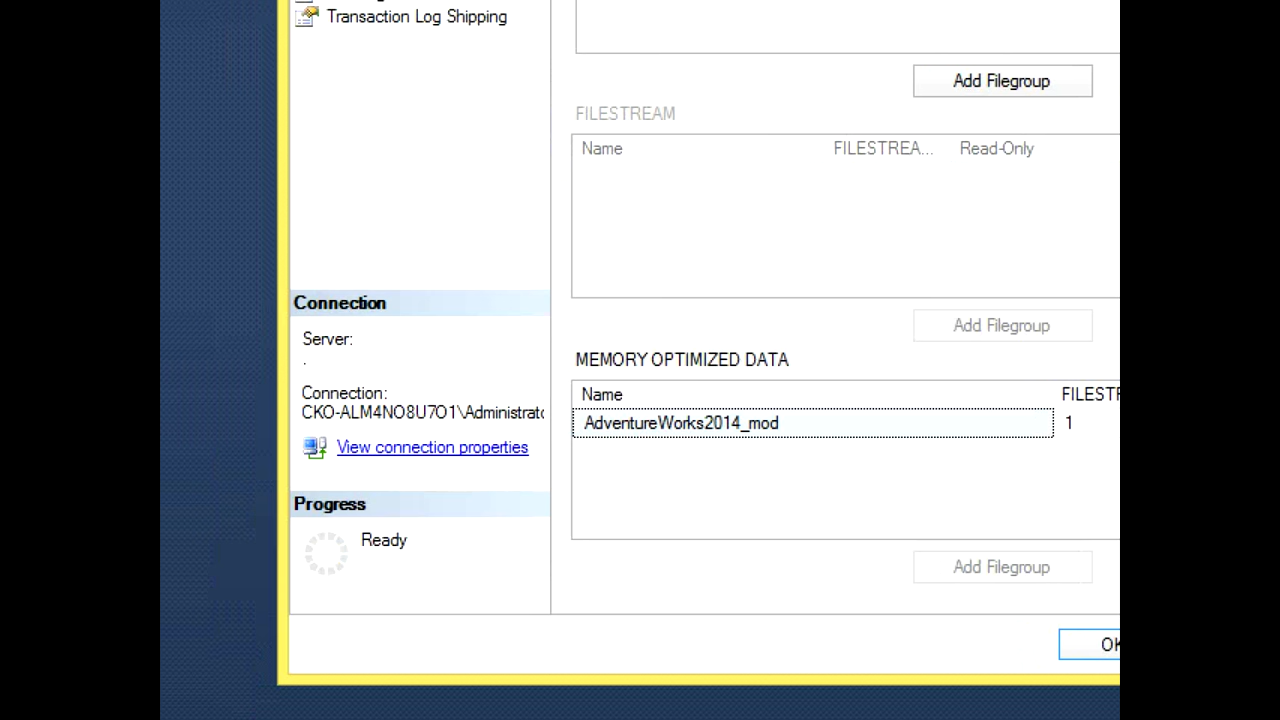 Transaction Log Shipping
Add Filegroup
FILESTREAM
Name FILESTREA... Read-Only
Connection
Server:
.
Add Filegroup
MEMORY OPTIMIZED DATA
Connection:
CKO-ALM4NO8U7O1\Administrato
Name FILESTR
AdventureWorks2014_mod 1
View connection properties
Progress
Ready
Add Filegroup
OK